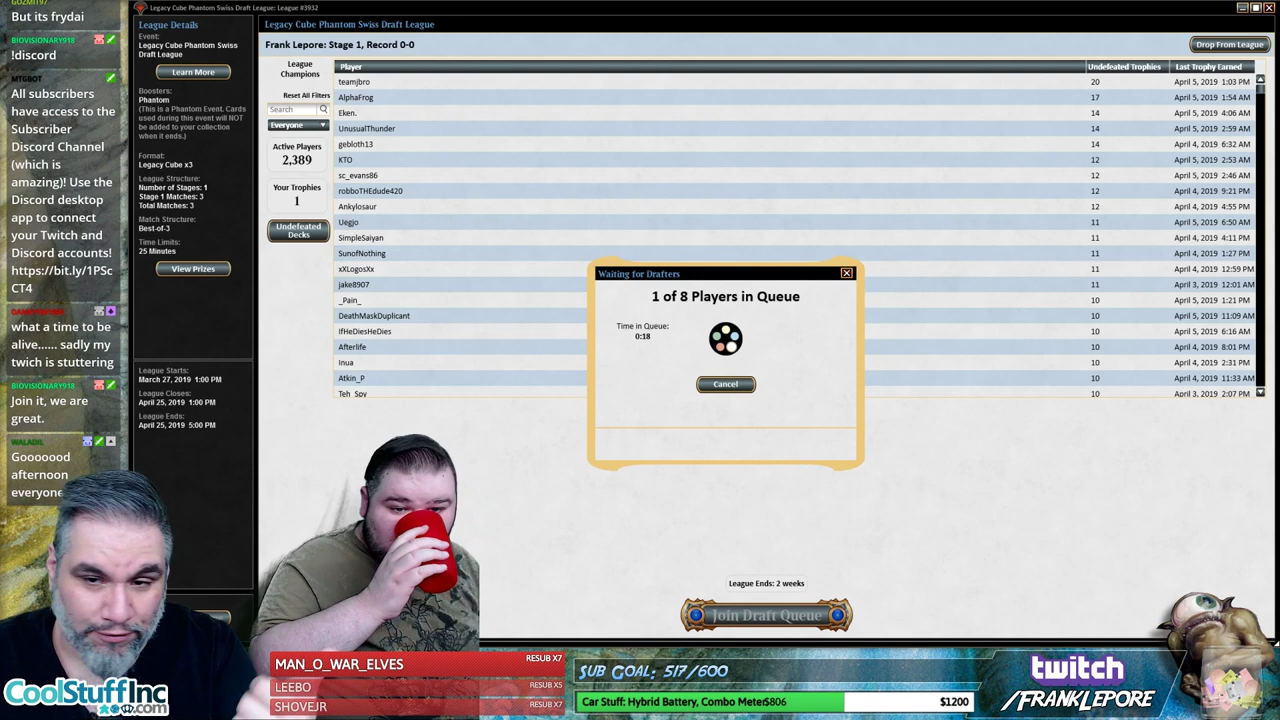 GOZMIT97
But its frydai
BIOVISIONARY918
!discord
MTGBOT
All subscribers
have access to the
Subscriber
Discord Channel
(which is
amazing)! Use the
Discord desktop
app to connect
your Twitch and
Discord accounts!
https://bit.ly/1PSc
CT4
what a time to be
alive...... sadly my
twich is stuttering
BIOVISIONARY918
Join it, we are
great.
WALADIL
Gooooood
afternoon
everyone
Legacy Cube Phantom Swiss Draft League: League #3932
League Details
Event:
Legacy Cube Phantom Swiss
Draft League
Learn More
Boosters:
Phantom
(This is a Phantom Event. Cards
used during this event will NOT
be added to your collection
when it ends.)
Format:
Legacy Cube x3
League Structure:
Number of Stages: 1
Stage 1 Matches: 3
Total Matches: 3
Match Structure:
Best-of-3
Time Limits:
25 Minutes
View Prizes
League Starts:
March 27, 2019 1:00 PM
League Closes:
April 25, 2019 1:00 PM
League Ends:
April 25, 2019 5:00 PM
Legacy Cube Phantom Swiss Draft League
Frank Lepore: Stage 1, Record 0-0
Drop From League
League
Champions
Reset All Filters
Search
Everyone
Active Players
2,389
Your Trophies
1
Undefeated
Decks
Player Undefeated Trophies Last Trophy Earned
teamjbro 20 April 5, 2019 1:03 PM
AlphaFrog 17 April 5, 2019 1:54 AM
Eken. 14 April 5, 2019 4:06 AM
UnusualThunder 14 April 5, 2019 2:59 AM
gebloth13 14 April 4, 2019 6:32 AM
KTO 12 April 5, 2019 2:53 AM
sc_evans86 12 April 5, 2019 2:46 AM
robboTHEdude420 12 April 4, 2019 9:21 PM
Ankylosaur 12 April 4, 2019 4:55 PM
Uegjo 11 April 5, 2019 6:50 AM
SimpleSaiyan 11 April 4, 2019 4:11 PM
SunofNothing 11 April 4, 2019 1:27 PM
xXLogosXx 11 April 4, 2019 12:59 PM
jake8907 11 April 3, 2019 12:01 AM
_Pain_ 10 April 5, 2019 1:21 PM
DeathMaskDuplicant 10 April 5, 2019 11:09 AM
IfHeDiesHeDies 10 April 5, 2019 6:16 AM
Afterlife 10 April 4, 2019 8:01 PM
Inua 10 April 4, 2019 2:31 PM
Atkin_P 10 April 4, 2019 11:33 AM
Teh_Spy 10 April 3, 2019 2:07 PM
Waiting for Drafters
1 of 8 Players in Queue
Time in Queue:
0:18
Cancel
League Ends: 2 weeks
Join Draft Queue
CoolStuffInc
.com
MAN_O_WAR_ELVES RESUB X7
LEEBO RESUB X5
SHOVEJR RESUB X7
SUB GOAL: 517/600
Car Stuff: Hybrid Battery, Combo Meter$806 $1200
twitch
/FRANKLEPORE